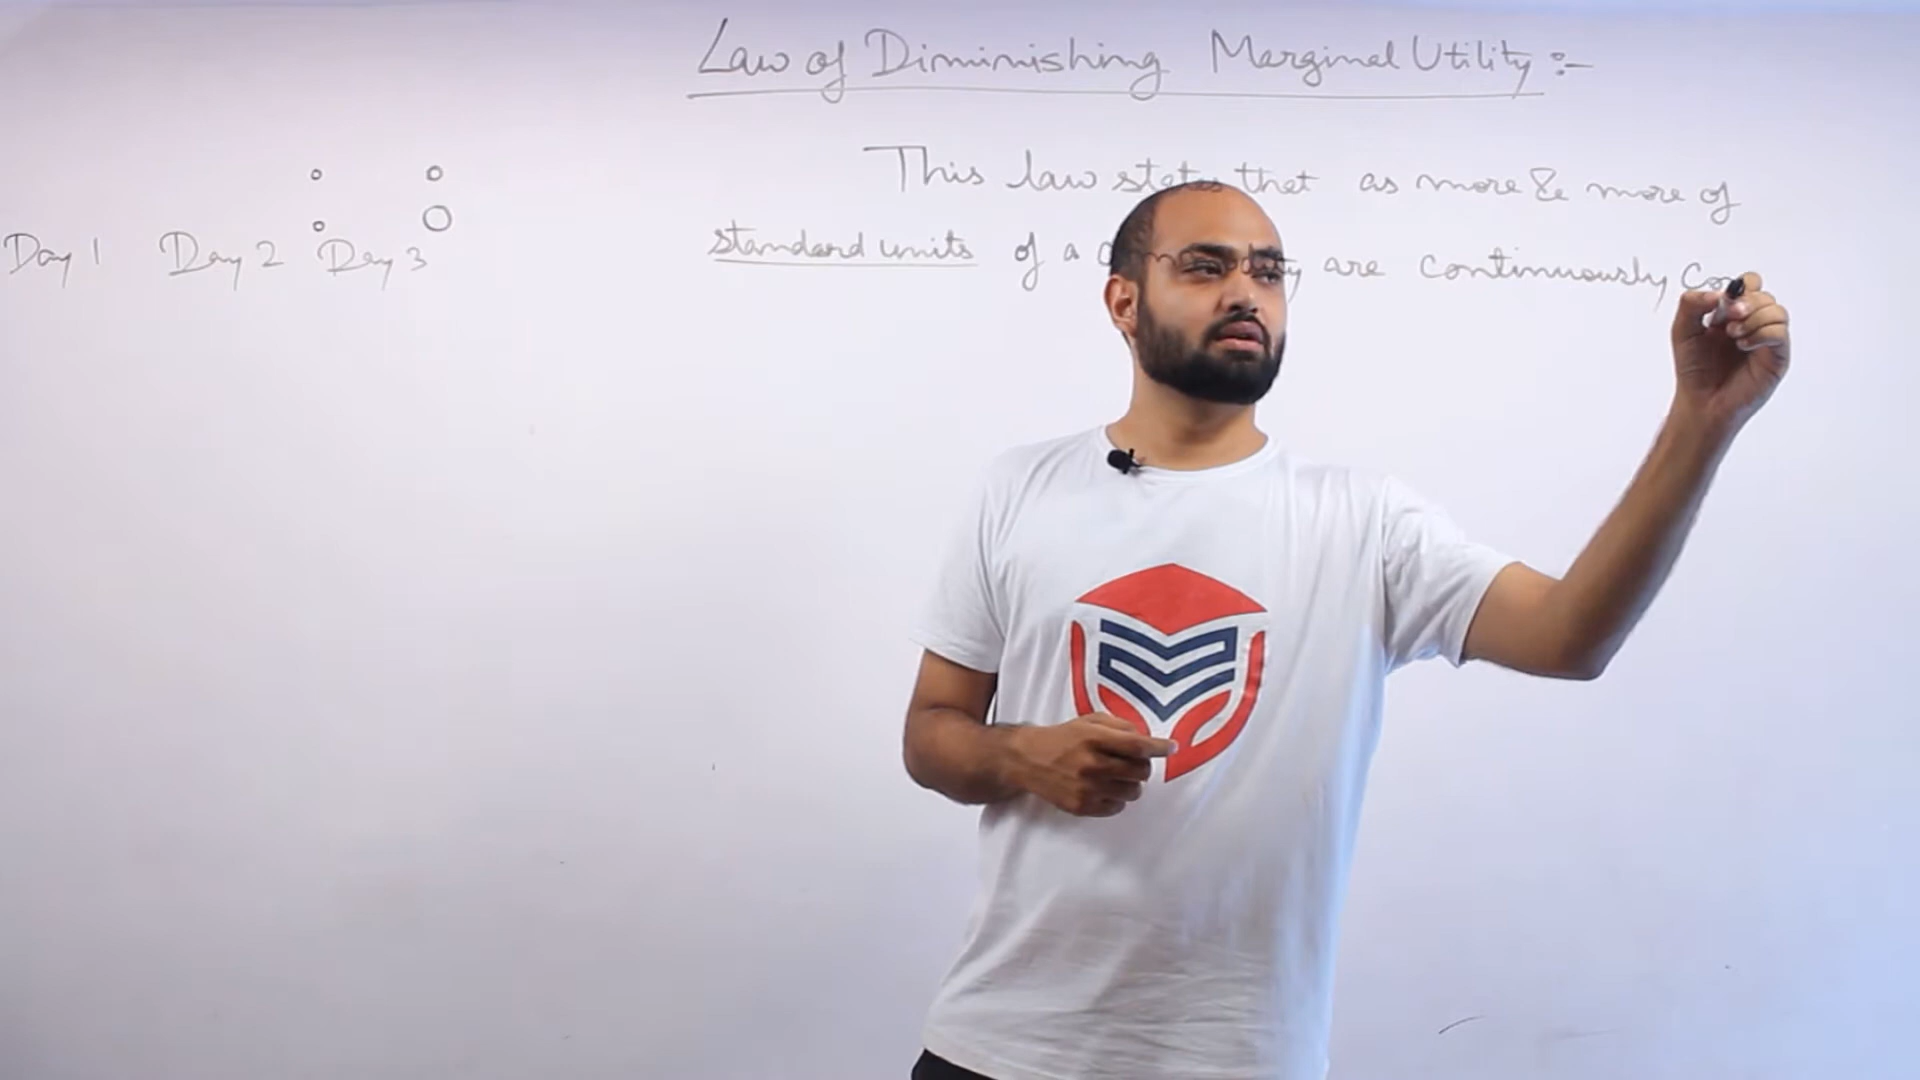 Law of Diminishing Marginal Utility :-
This law states that as more & more of
standard units of a are continuously
Day 1 Day 2 Day 3